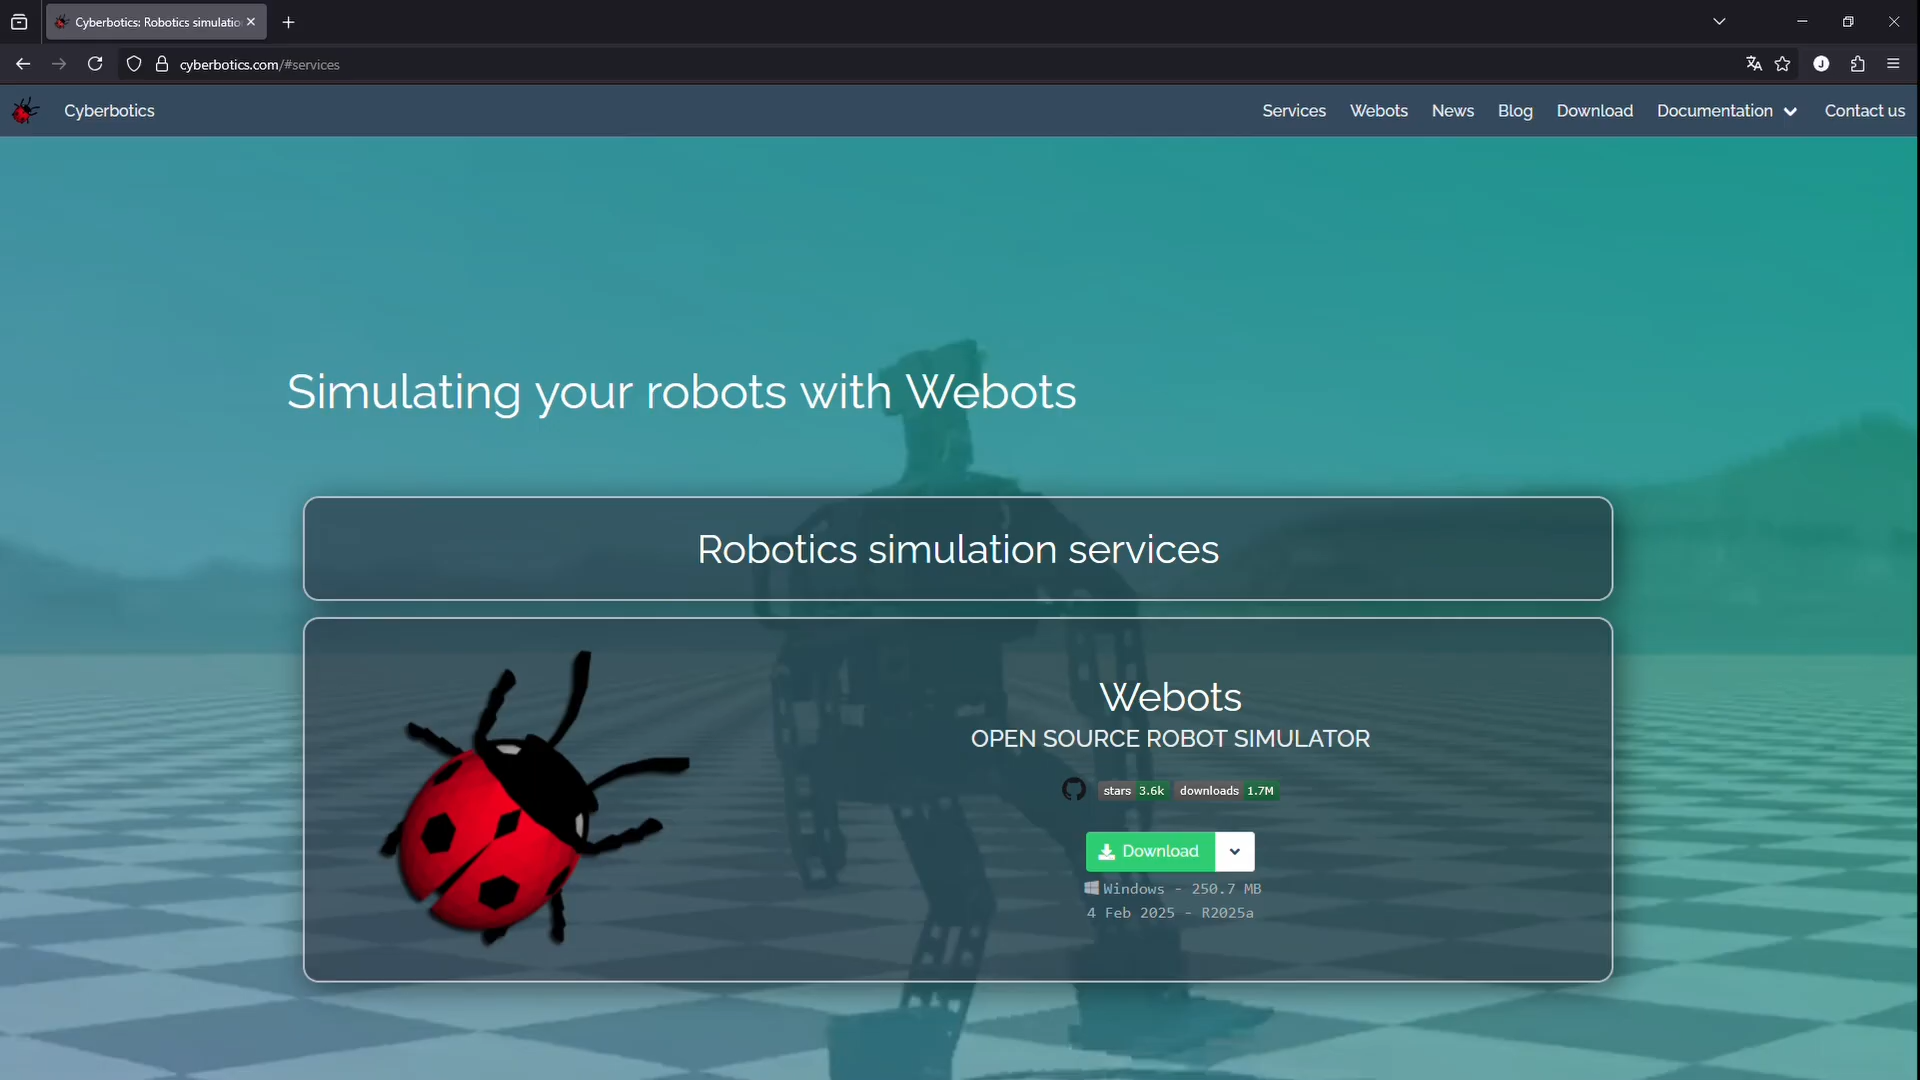 Cyberbotics: Robotics simulatio
cyberbotics.com/#services
J
Cyberbotics
Services Webots News Blog Download Documentation Contact us
Simulating your robots with Webots
Robotics simulation services
Webots
OPEN SOURCE ROBOT SIMULATOR
stars 3.6k downloads 1.7M
Download
Windows - 250.7 MB
4 Feb 2025 - R2025a